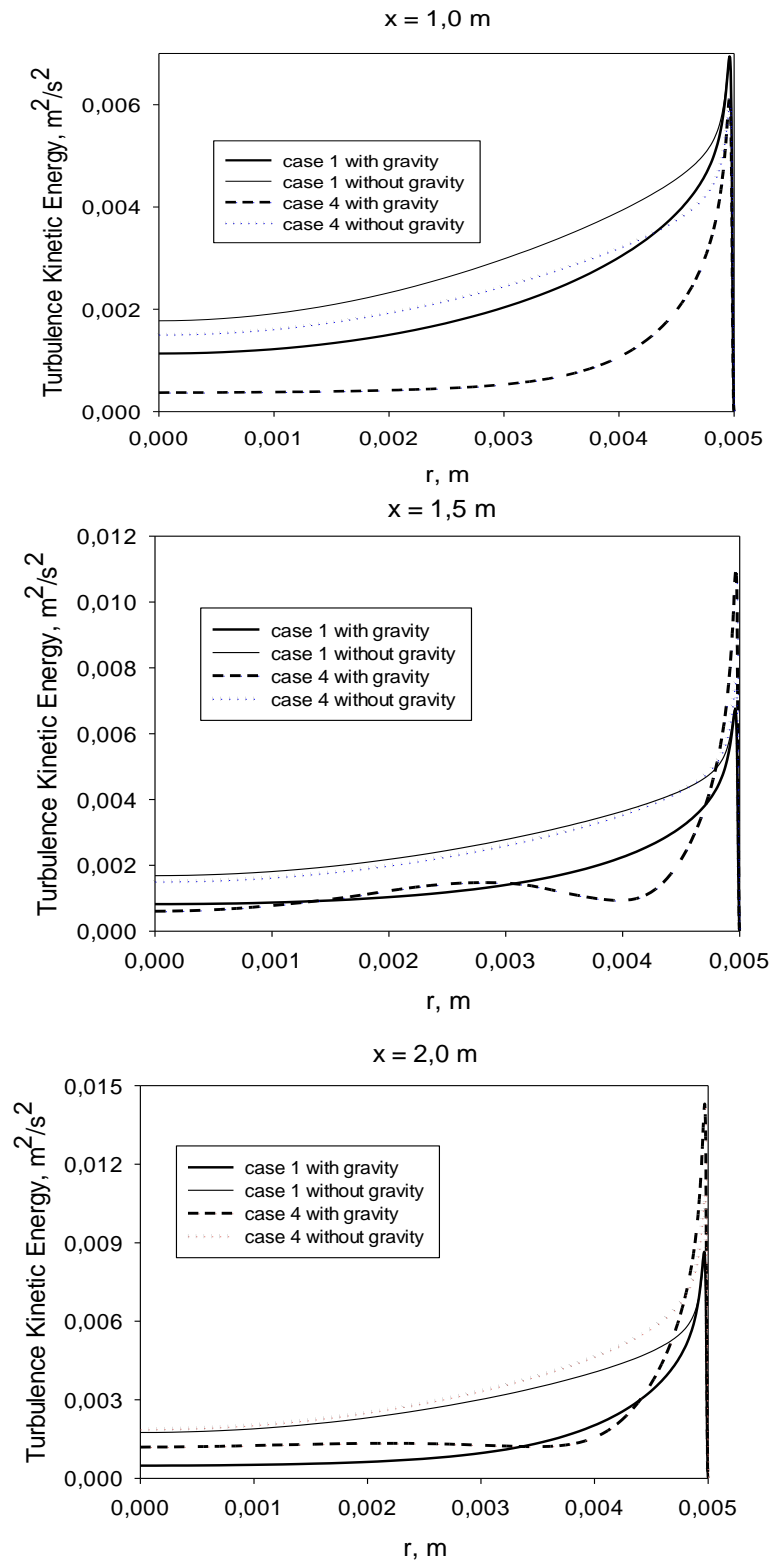 x = 1,0 m
Turbulence Kinetic Energy, m²/s²
0,006
0,004
0,002
0,000
case 1 with gravity
case 1 without gravity
case 4 with gravity
case 4 without gravity
0,000 0,001 0,002 0,003 0,004 0,005
r, m
x = 1,5 m
Turbulence Kinetic Energy, m²/s²
0,012
0,010
0,008
0,006
0,004
0,002
0,000
case 1 with gravity
case 1 without gravity
case 4 with gravity
case 4 without gravity
0,000 0,001 0,002 0,003 0,004 0,005
r, m
x = 2,0 m
Turbulence Kinetic Energy, m²/s²
0,015
0,012
0,009
0,006
0,003
0,000
case 1 with gravity
case 1 without gravity
case 4 with gravity
case 4 without gravity
0,000 0,001 0,002 0,003 0,004 0,005
r, m